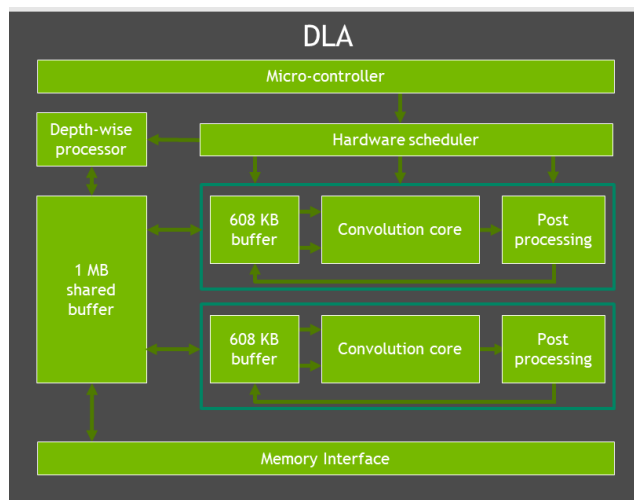 DLA
Micro-controller
Depth-wise
processor
Hardware scheduler
608 KB
buffer
Convolution core
Post
processing
1 MB
shared
buffer
608 KB
buffer
Convolution core
Post
processing
Memory Interface